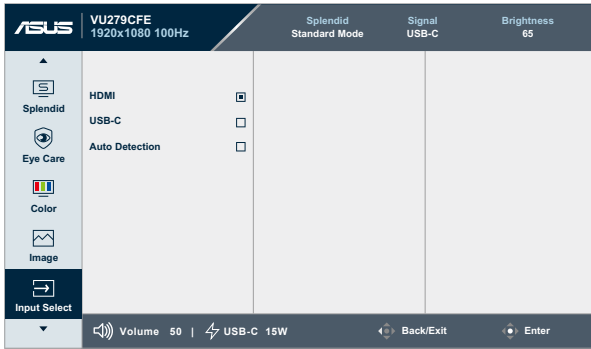 ASUS
VU279CFE
1920x1080 100Hz
Splendid
Standard Mode
Signal
USB-C
Brightness
65
Splendid
Eye Care
Color
Image
Input Select
HDMI
USB-C
Auto Detection
Volume 50 | USB-C 15W
Back/Exit
Enter